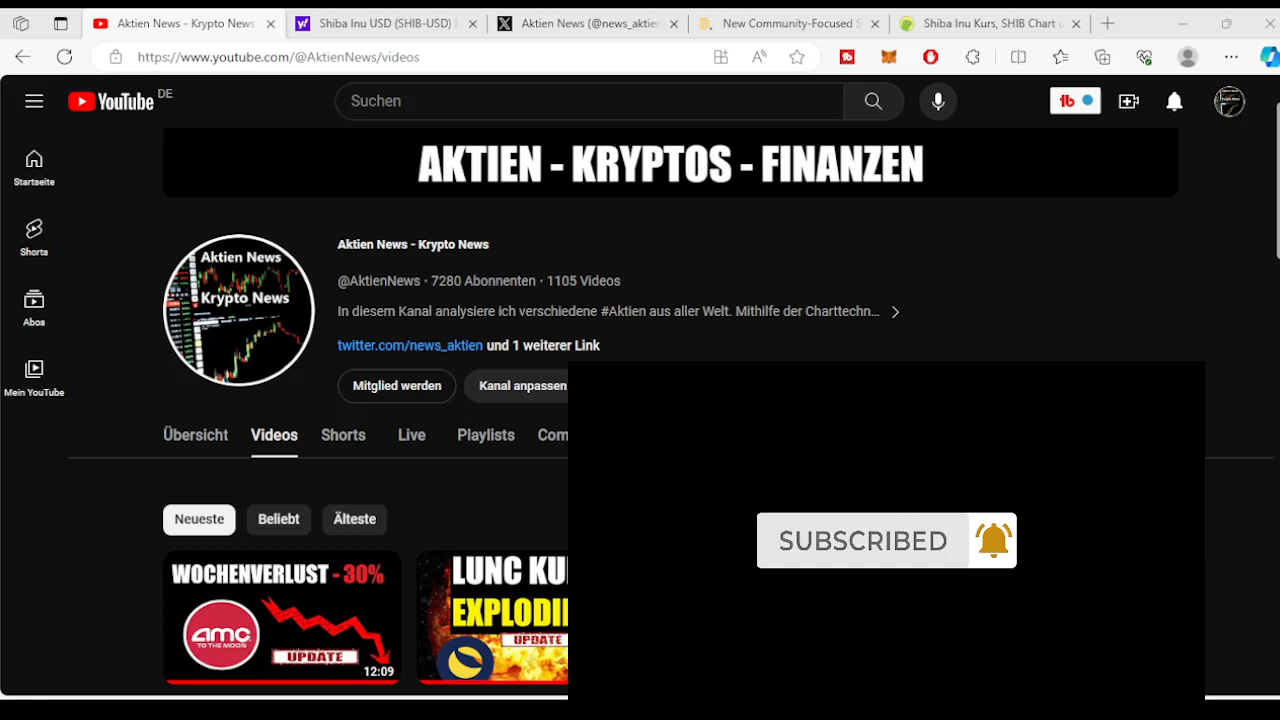 Aktien News - Krypto News
Shiba Inu USD (SHIB-USD)
Aktien News (@news_aktien
New Community-Focused S
Shiba Inu Kurs, SHIB Chart u
https://www.youtube.com/@AktienNews/videos
YouTube DE
Suchen
Startseite
Shorts
Abos
Mein YouTube
AKTIEN - KRYPTOS - FINANZEN
Aktien News
Krypto News
Aktien News - Krypto News
@AktienNews · 7280 Abonnenten · 1105 Videos
In diesem Kanal analysiere ich verschiedene #Aktien aus aller Welt. Mithilfe der Charttechn...
twitter.com/news_aktien und 1 weiterer Link
Mitglied werden
Kanal anpassen
Übersicht
Videos
Shorts
Live
Playlists
Com
Neueste
Beliebt
Älteste
WOCHENVERLUST - 30%
amc
TO THE MOON
UPDATE
12:09
LUNC KU
EXPLODI
UPDATE
SUBSCRIBED